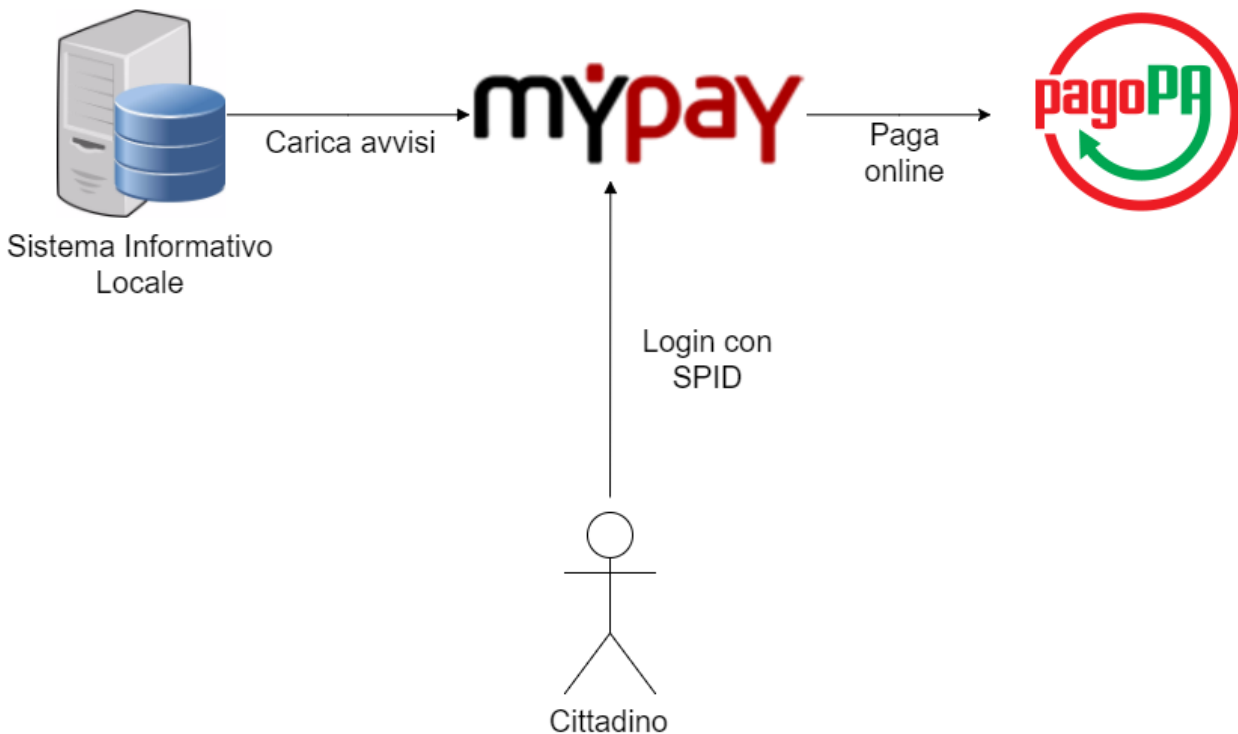 mypay
pagoPA
Carica avvisi
Paga
online
Sistema Informativo
Locale
Login con
SPID
Cittadino